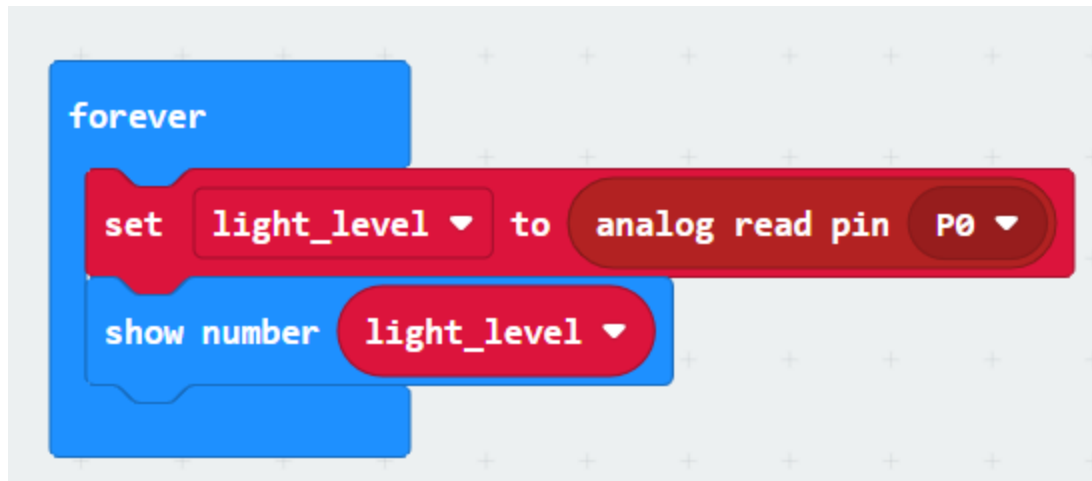 forever
set light_level to analog read pin P0
show number light_level